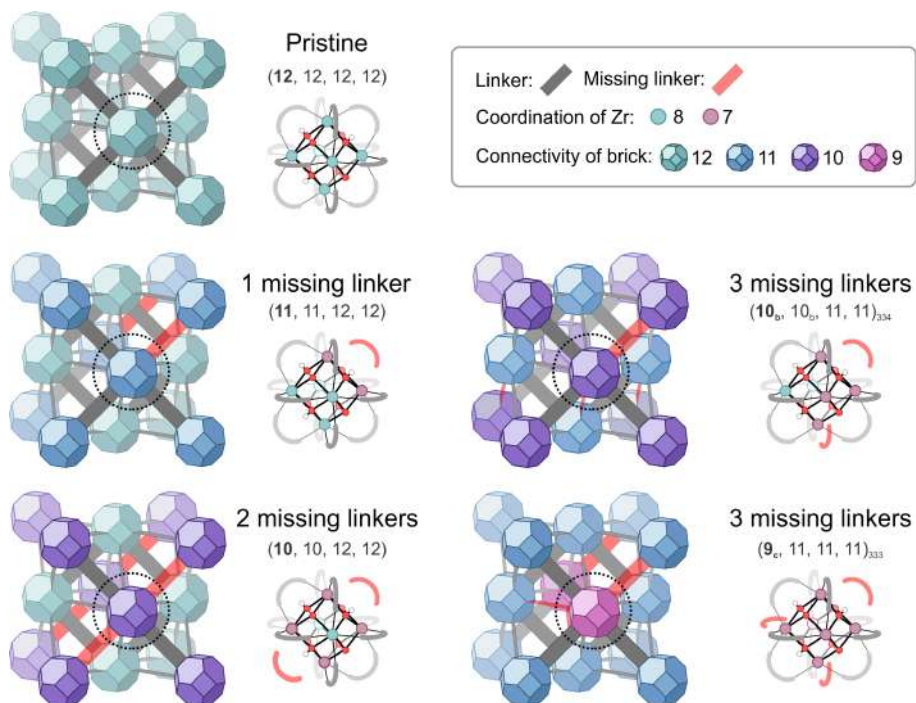 Pristine
(12, 12, 12, 12)
Linker: Missing linker:
Coordination of Zr: 8 7
Connectivity of brick: 12 11 10 9
1 missing linker
(11, 11, 12, 12)
3 missing linkers
(10b, 10b, 11, 11)334
2 missing linkers
(10, 10, 12, 12)
3 missing linkers
(9c, 11, 11, 11)333